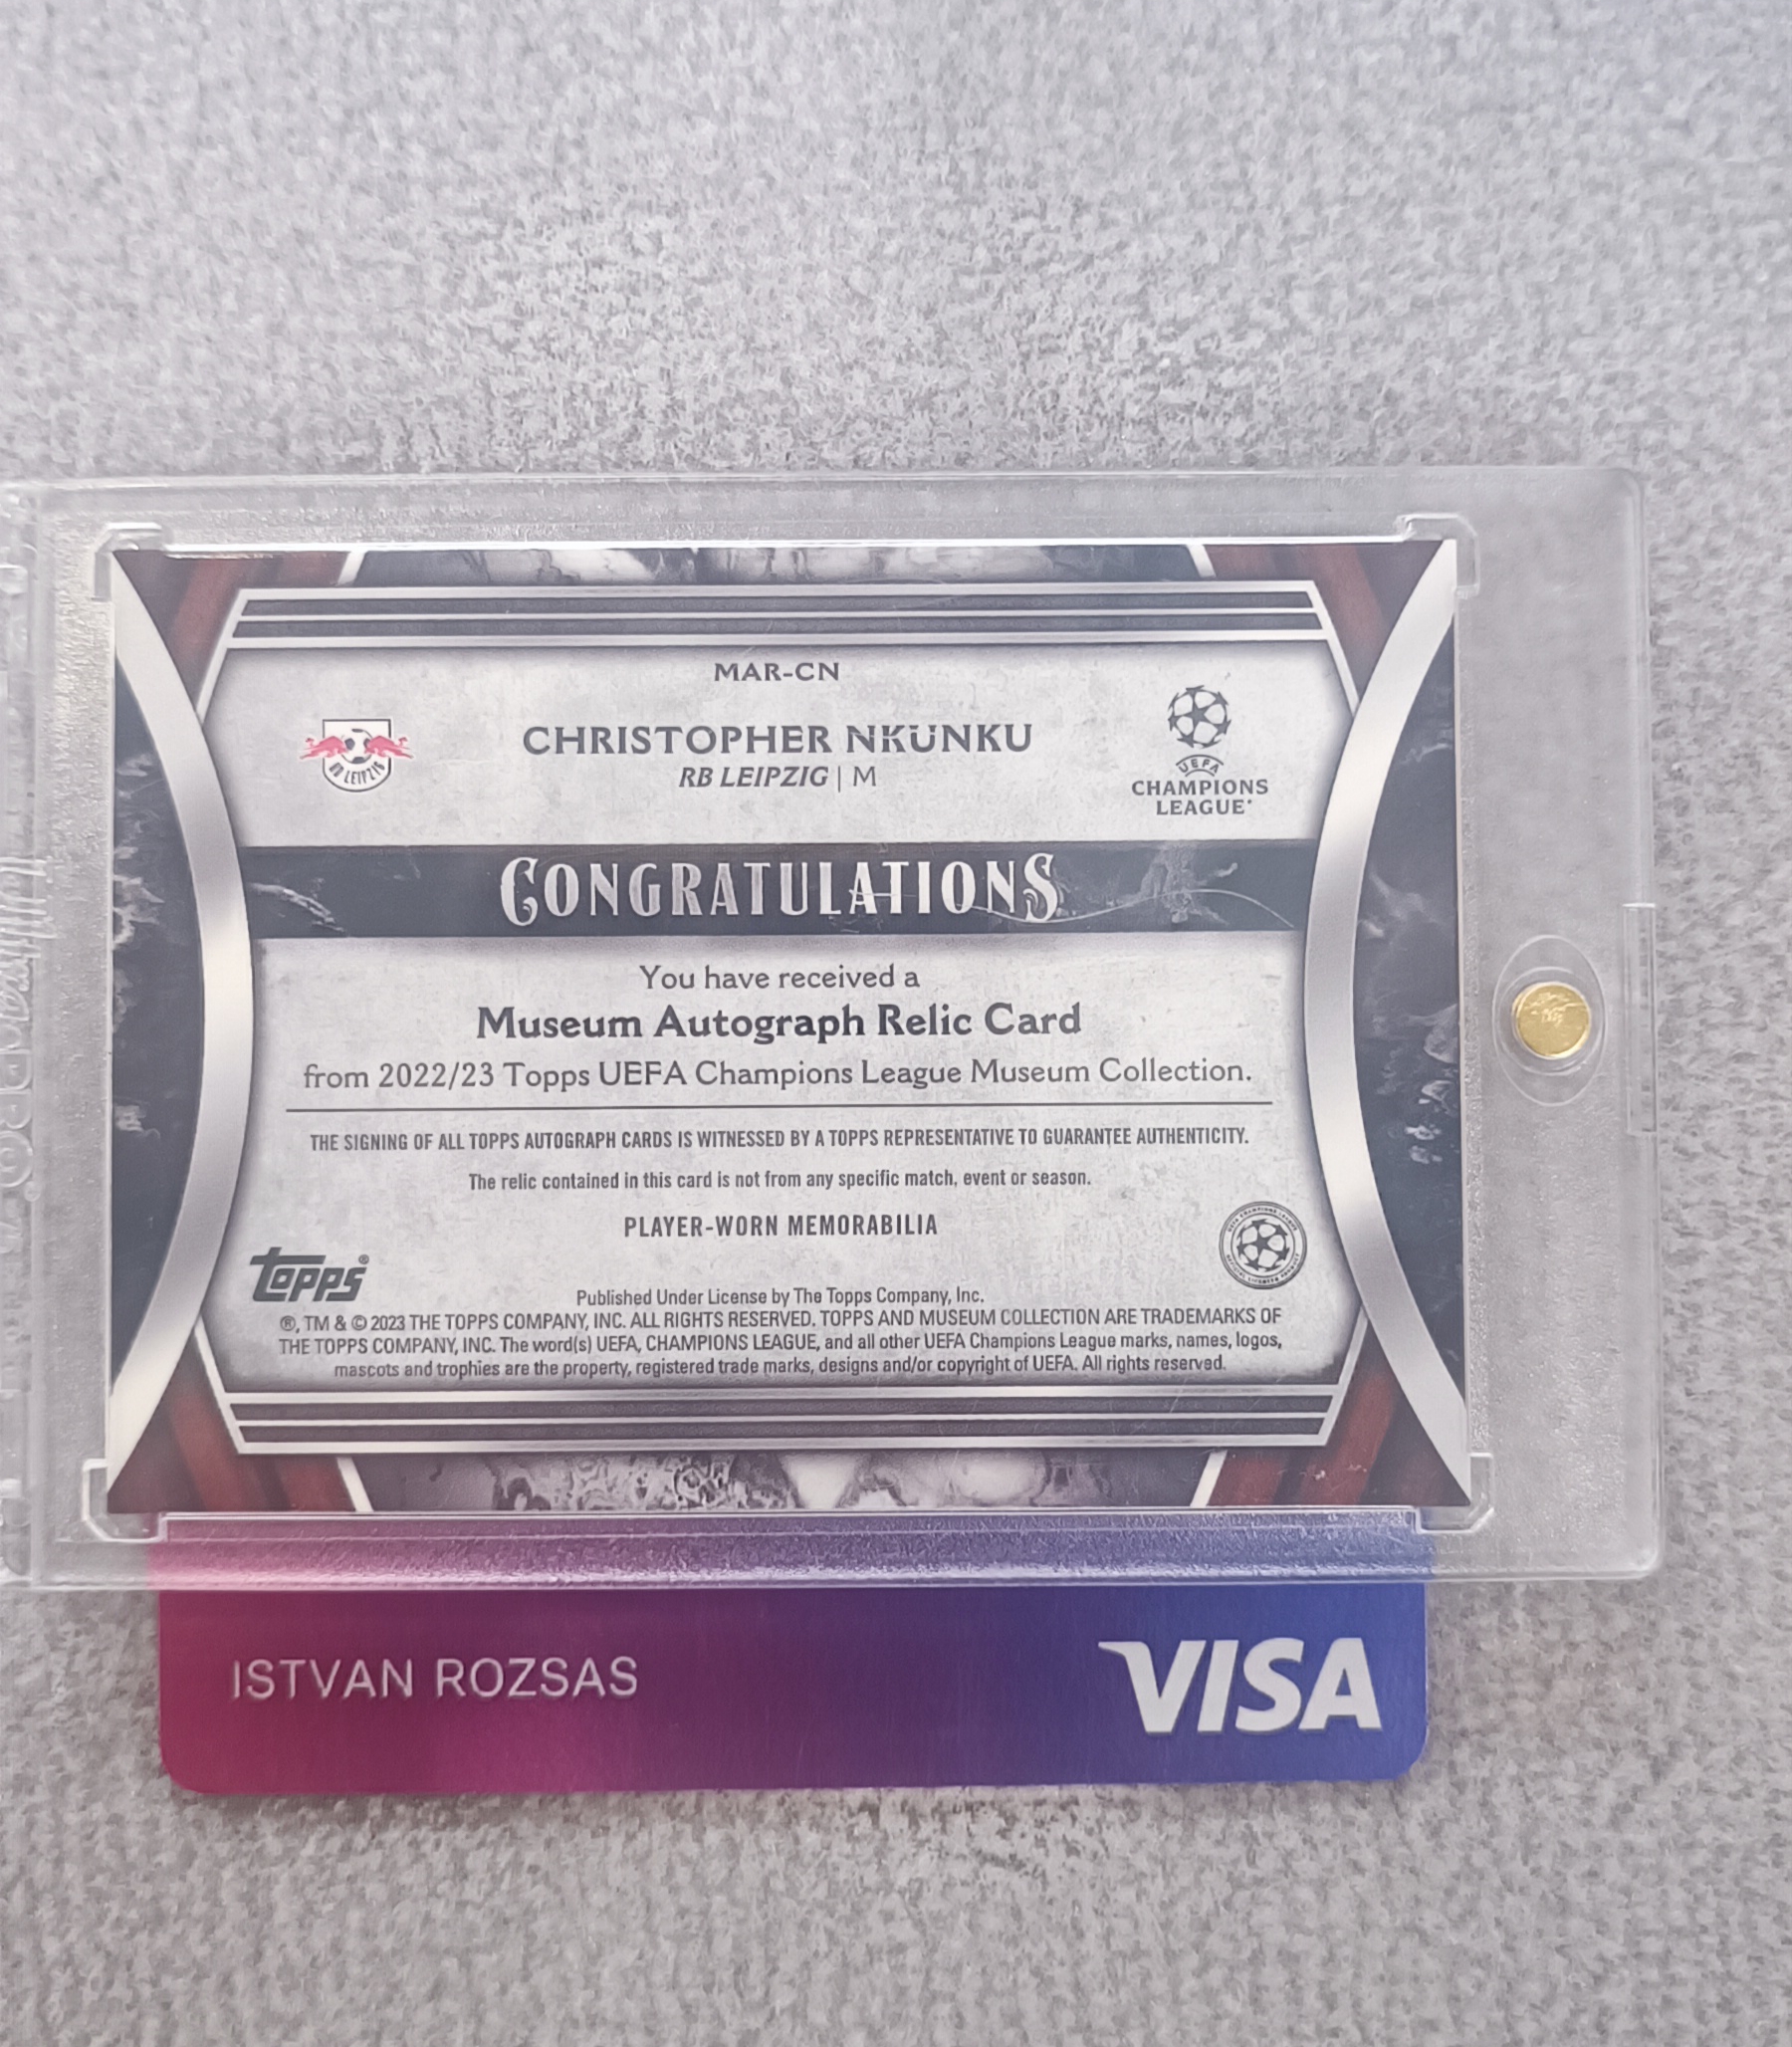 MAR-CN
CHRISTOPHER NKUNKU
RB LEIPZIG | M
RB LEIPZIG
UEFA
CHAMPIONS
LEAGUE
CONGRATULATIONS
You have received a
Museum Autograph Relic Card
from 2022/23 Topps UEFA Champions League Museum Collection.
THE SIGNING OF ALL TOPPS AUTOGRAPH CARDS IS WITNESSED BY A TOPPS REPRESENTATIVE TO GUARANTEE AUTHENTICITY.
The relic contained in this card is not from any specific match, event or season.
PLAYER-WORN MEMORABILIA
topps®
Published Under License by The Topps Company, Inc.
®, TM & © 2023 THE TOPPS COMPANY, INC. ALL RIGHTS RESERVED. TOPPS AND MUSEUM COLLECTION ARE TRADEMARKS OF
THE TOPPS COMPANY, INC. The word(s) UEFA, CHAMPIONS LEAGUE, and all other UEFA Champions League marks, names, logos,
mascots and trophies are the property, registered trade marks, designs and/or copyright of UEFA. All rights reserved.
ISTVAN ROZSAS
VISA